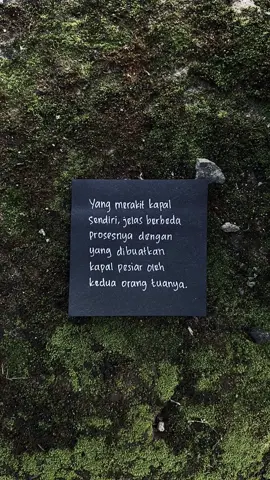 Yang merakit kapal
sendiri, jelas berbeda
prosesnya dengan
yang dibuatkan
kapal pesiar oleh
kedua orang tuanya.